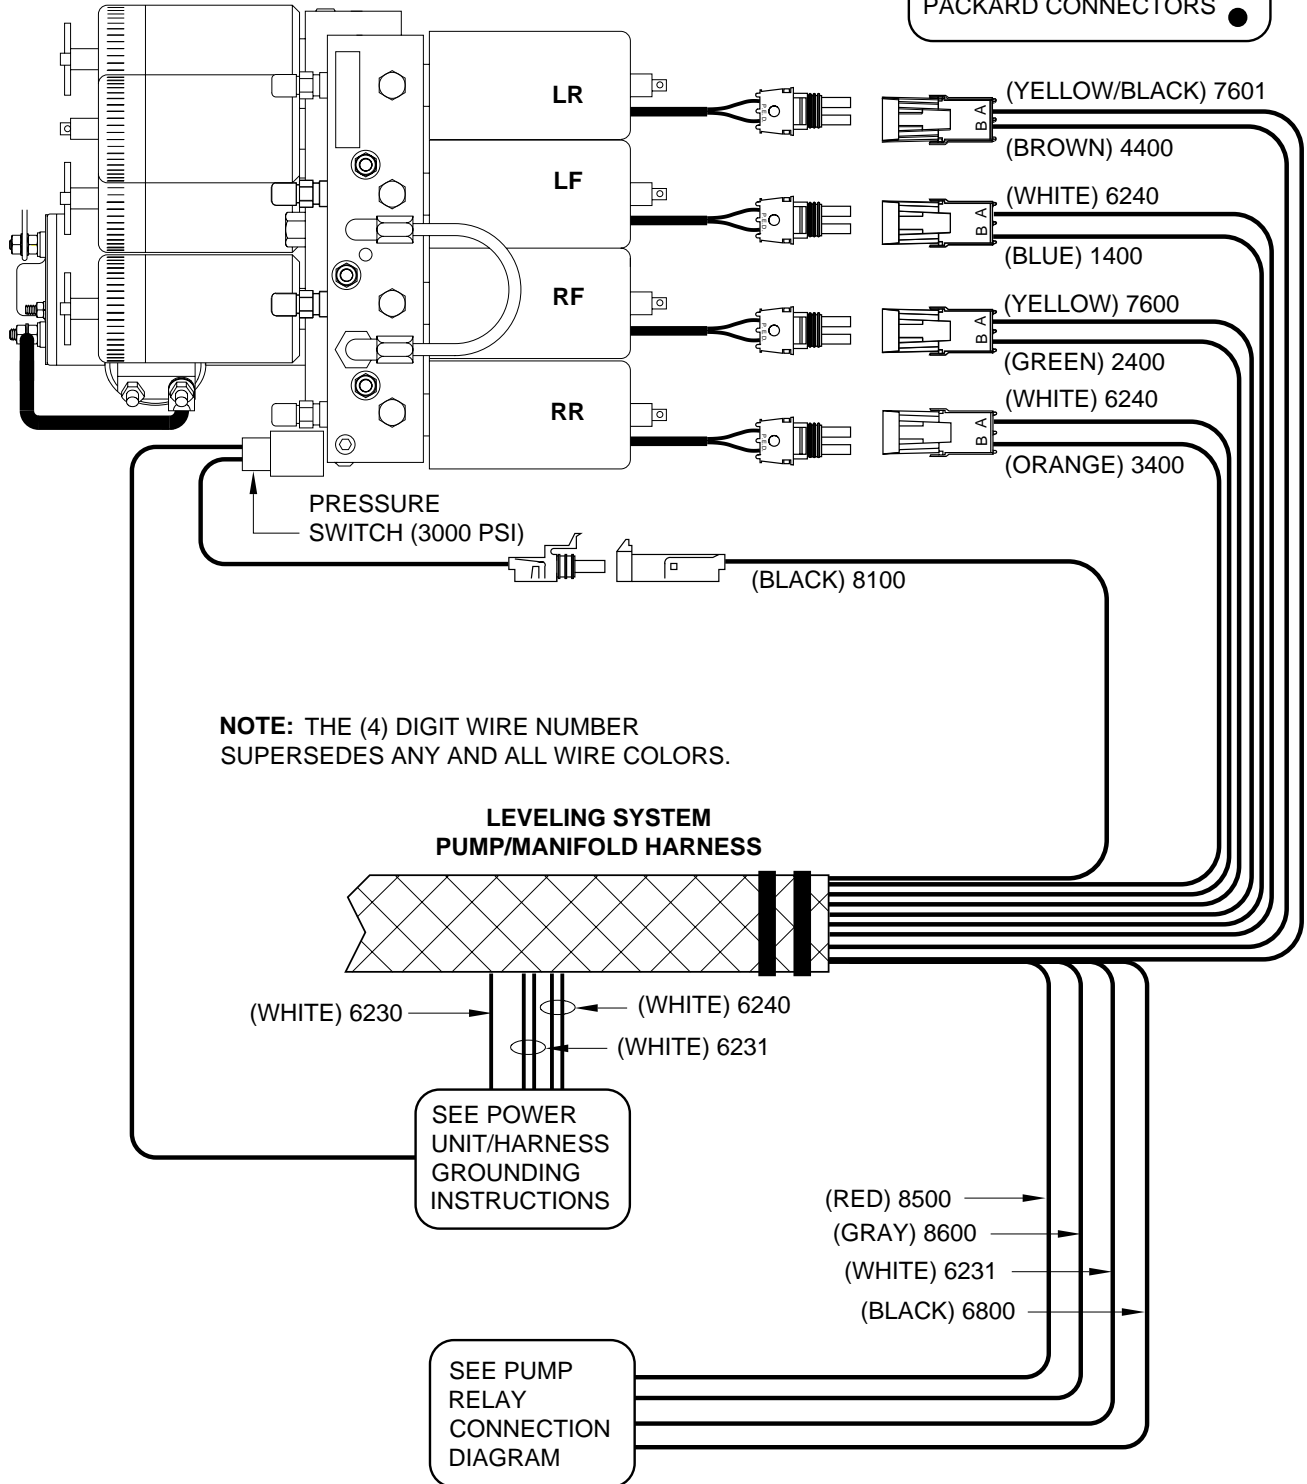 PACKARD CONNECTORS
LR
(YELLOW/BLACK) 7601
B A
(BROWN) 4400
LF
(WHITE) 6240
B A
(BLUE) 1400
RF
(YELLOW) 7600
B A
(GREEN) 2400
RR
(WHITE) 6240
B A
(ORANGE) 3400
PRESSURE
SWITCH (3000 PSI)
(BLACK) 8100
NOTE: THE (4) DIGIT WIRE NUMBER
SUPERSEDES ANY AND ALL WIRE COLORS.
LEVELING SYSTEM
PUMP/MANIFOLD HARNESS
(WHITE) 6230
(WHITE) 6240
(WHITE) 6231
SEE POWER
UNIT/HARNESS
GROUNDING
INSTRUCTIONS
(RED) 8500
(GRAY) 8600
(WHITE) 6231
(BLACK) 6800
SEE PUMP
RELAY
CONNECTION
DIAGRAM